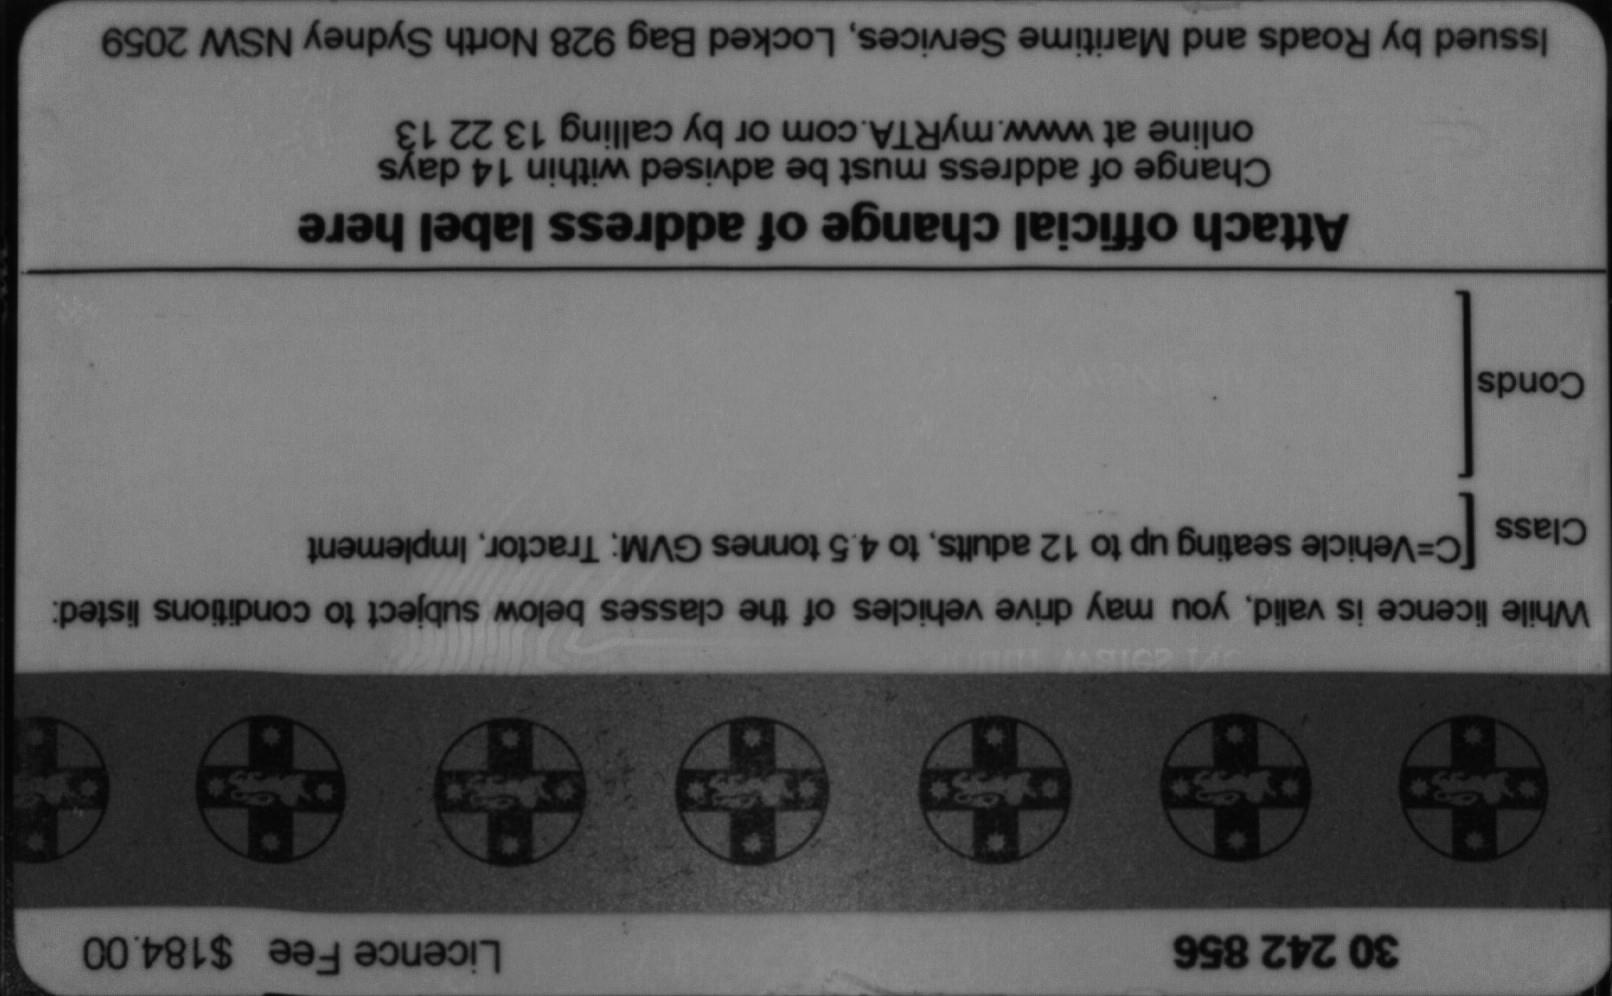 30 242 856 Licence Fee $184.00
While licence is valid, you may drive vehicles of the classes below subject to conditions listed:
Class [C=Vehicle seating up to 12 adults, to 4.5 tonnes GVM; Tractor, Implement
Conds [
Attach official change of address label here
Change of address must be advised within 14 days
online at www.myRTA.com or by calling 13 22 13
Issued by Roads and Maritime Services, Locked Bag 928 North Sydney NSW 2059